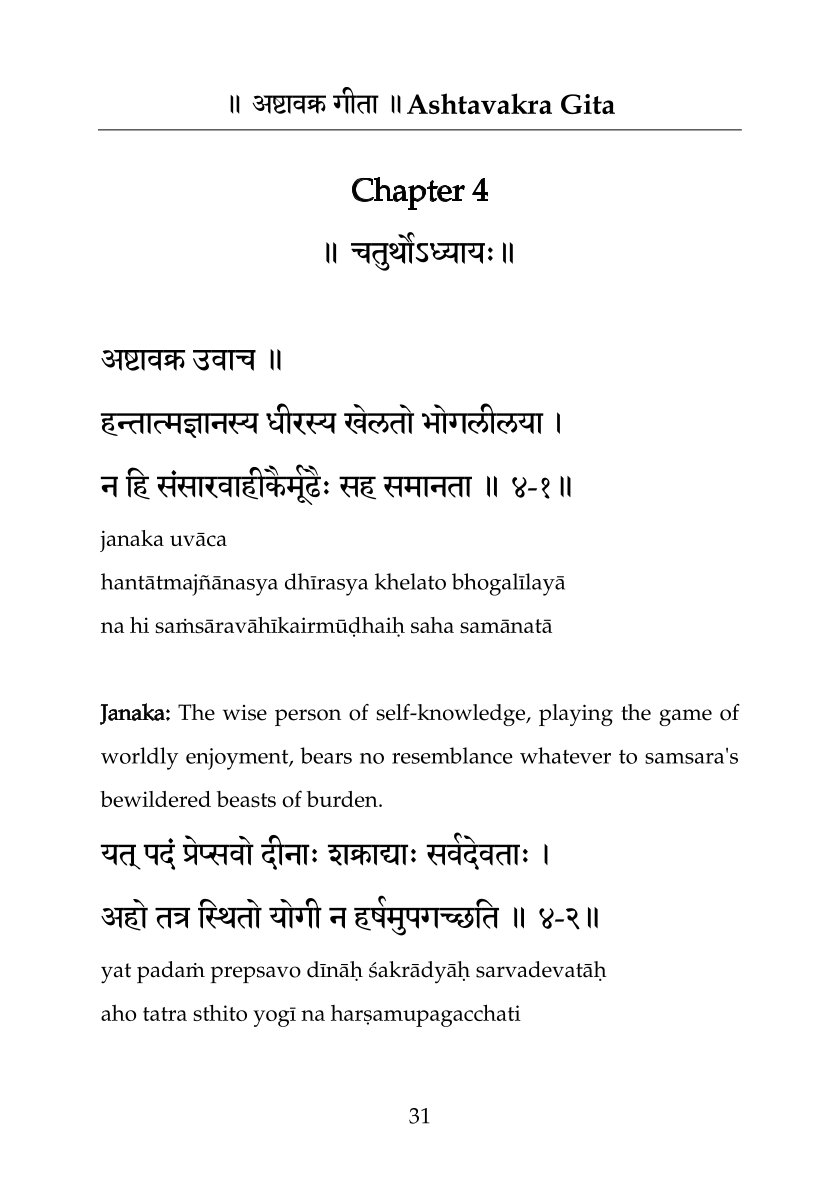 ॥ अष्टावक्र गीता ॥ Ashtavakra Gita
Chapter 4
॥ चतुर्थोऽध्यायः॥
अष्टावक्र उवाच ॥
हन्तात्मज्ञानस्य धीरस्य खेलतो भोगलीलया ।
न हि संसारवाहीकैर्मूढैः सह समानता ॥ ४-१॥
janaka uvāca
hantātmajñānasya dhīrasya khelato bhogalīlayā
na hi saṁsāravāhīkairmūḍhaiḥ saha samānatā
Janaka: The wise person of self-knowledge, playing the game of
worldly enjoyment, bears no resemblance whatever to samsara's
bewildered beasts of burden.
यत् पदं प्रेप्सवो दीनाः शक्राद्याः सर्वदेवताः ।
अहो तत्र स्थितो योगी न हर्षमुपगच्छति ॥ ४-२॥
yat padaṁ prepsavo dīnāḥ śakrādyāḥ sarvadevatāḥ
aho tatra sthito yogī na harṣamupagacchati
31